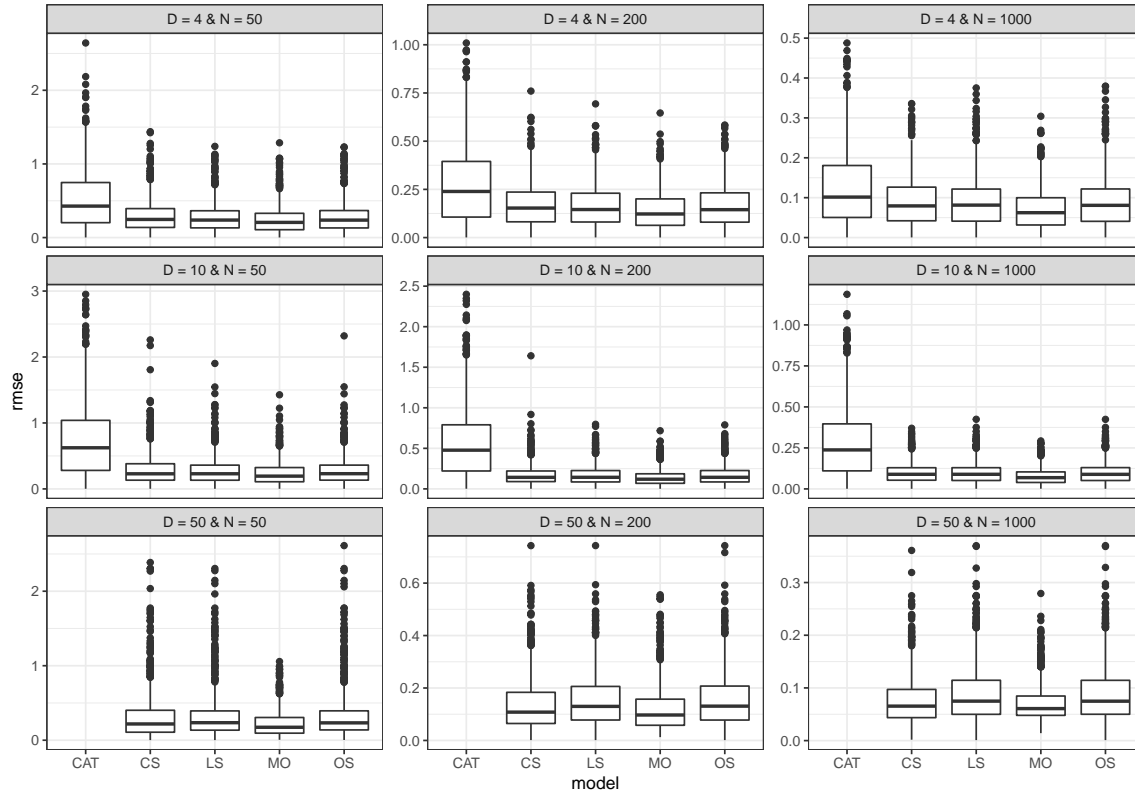 D = 4 & N = 50
D = 4 & N = 200
D = 4 & N = 1000
2
1
0
1.00
0.75
0.50
0.25
0.00
0.5
0.4
0.3
0.2
0.1
0.0
D = 10 & N = 50
D = 10 & N = 200
D = 10 & N = 1000
3
2
1
0
2.5
2.0
1.5
1.0
0.5
0.0
1.00
0.75
0.50
0.25
0.00
D = 50 & N = 50
D = 50 & N = 200
D = 50 & N = 1000
2
1
0
0.6
0.4
0.2
0.0
0.3
0.2
0.1
0.0
rmse
CAT CS LS MO OS
CAT CS LS MO OS
CAT CS LS MO OS
model